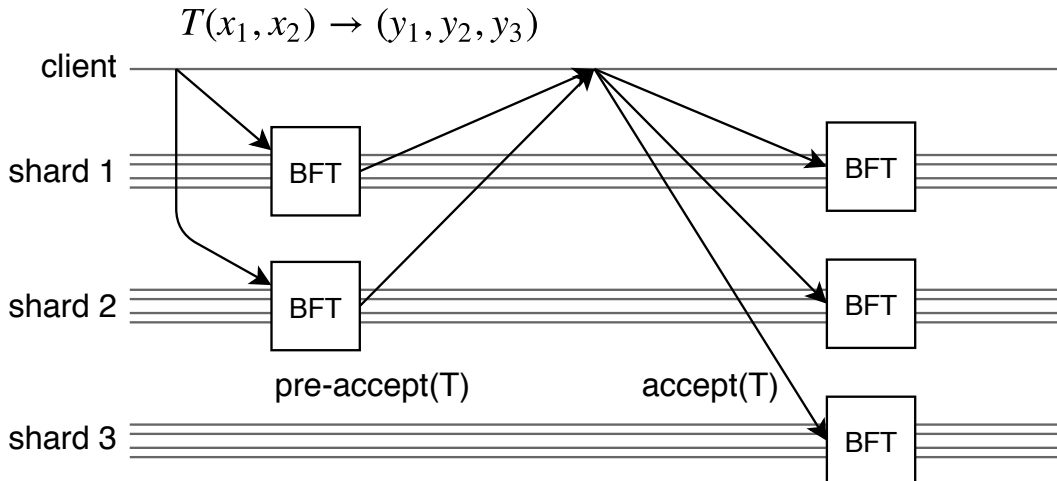 T(x₁, x₂) → (y₁, y₂, y₃)
client
BFT
BFT
shard 1
BFT
BFT
shard 2
pre-accept(T)
accept(T)
shard 3
BFT